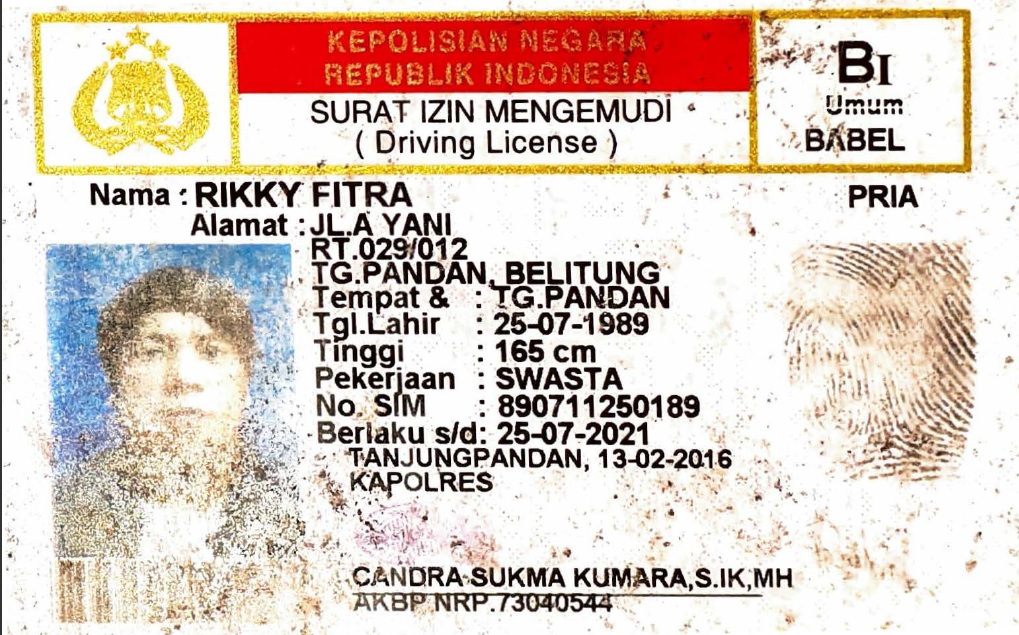 KEPOLISIAN NEGARA
REPUBLIK INDONESIA
SURAT IZIN MENGEMUDI
( Driving License )
BI
Umum
BABEL
Nama : RIKKY FITRA
PRIA
Alamat : JL.A YANI
RT.029/012
TG.PANDAN, BELITUNG
Tempat & : TG.PANDAN
Tgl.Lahir : 25-07-1989
Tinggi : 165 cm
Pekerjaan : SWASTA
No. SIM : 890711250189
Berlaku s/d: 25-07-2021
TANJUNGPANDAN, 13-02-2016
KAPOLRES
CANDRA SUKMA KUMARA,S.IK,MH
AKBP NRP.73040544